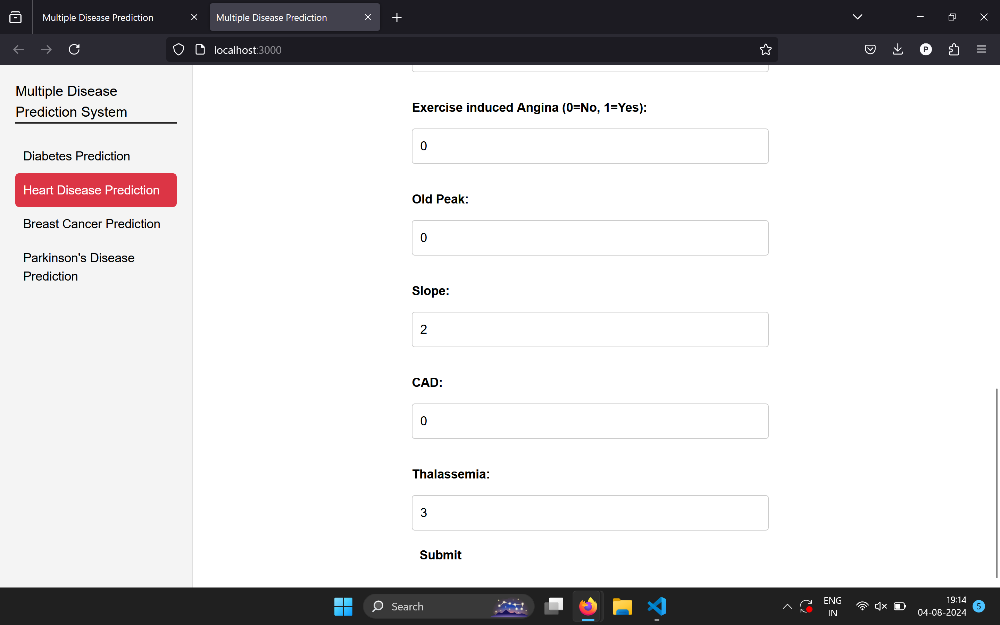 Multiple Disease Prediction
Multiple Disease Prediction
localhost:3000
P
Multiple Disease
Prediction System
Diabetes Prediction
Heart Disease Prediction
Breast Cancer Prediction
Parkinson's Disease
Prediction
Exercise induced Angina (0=No, 1=Yes):
0
Old Peak:
0
Slope:
2
CAD:
0
Thalassemia:
3
Submit
Search
ENG
IN
19:14
04-08-2024
5